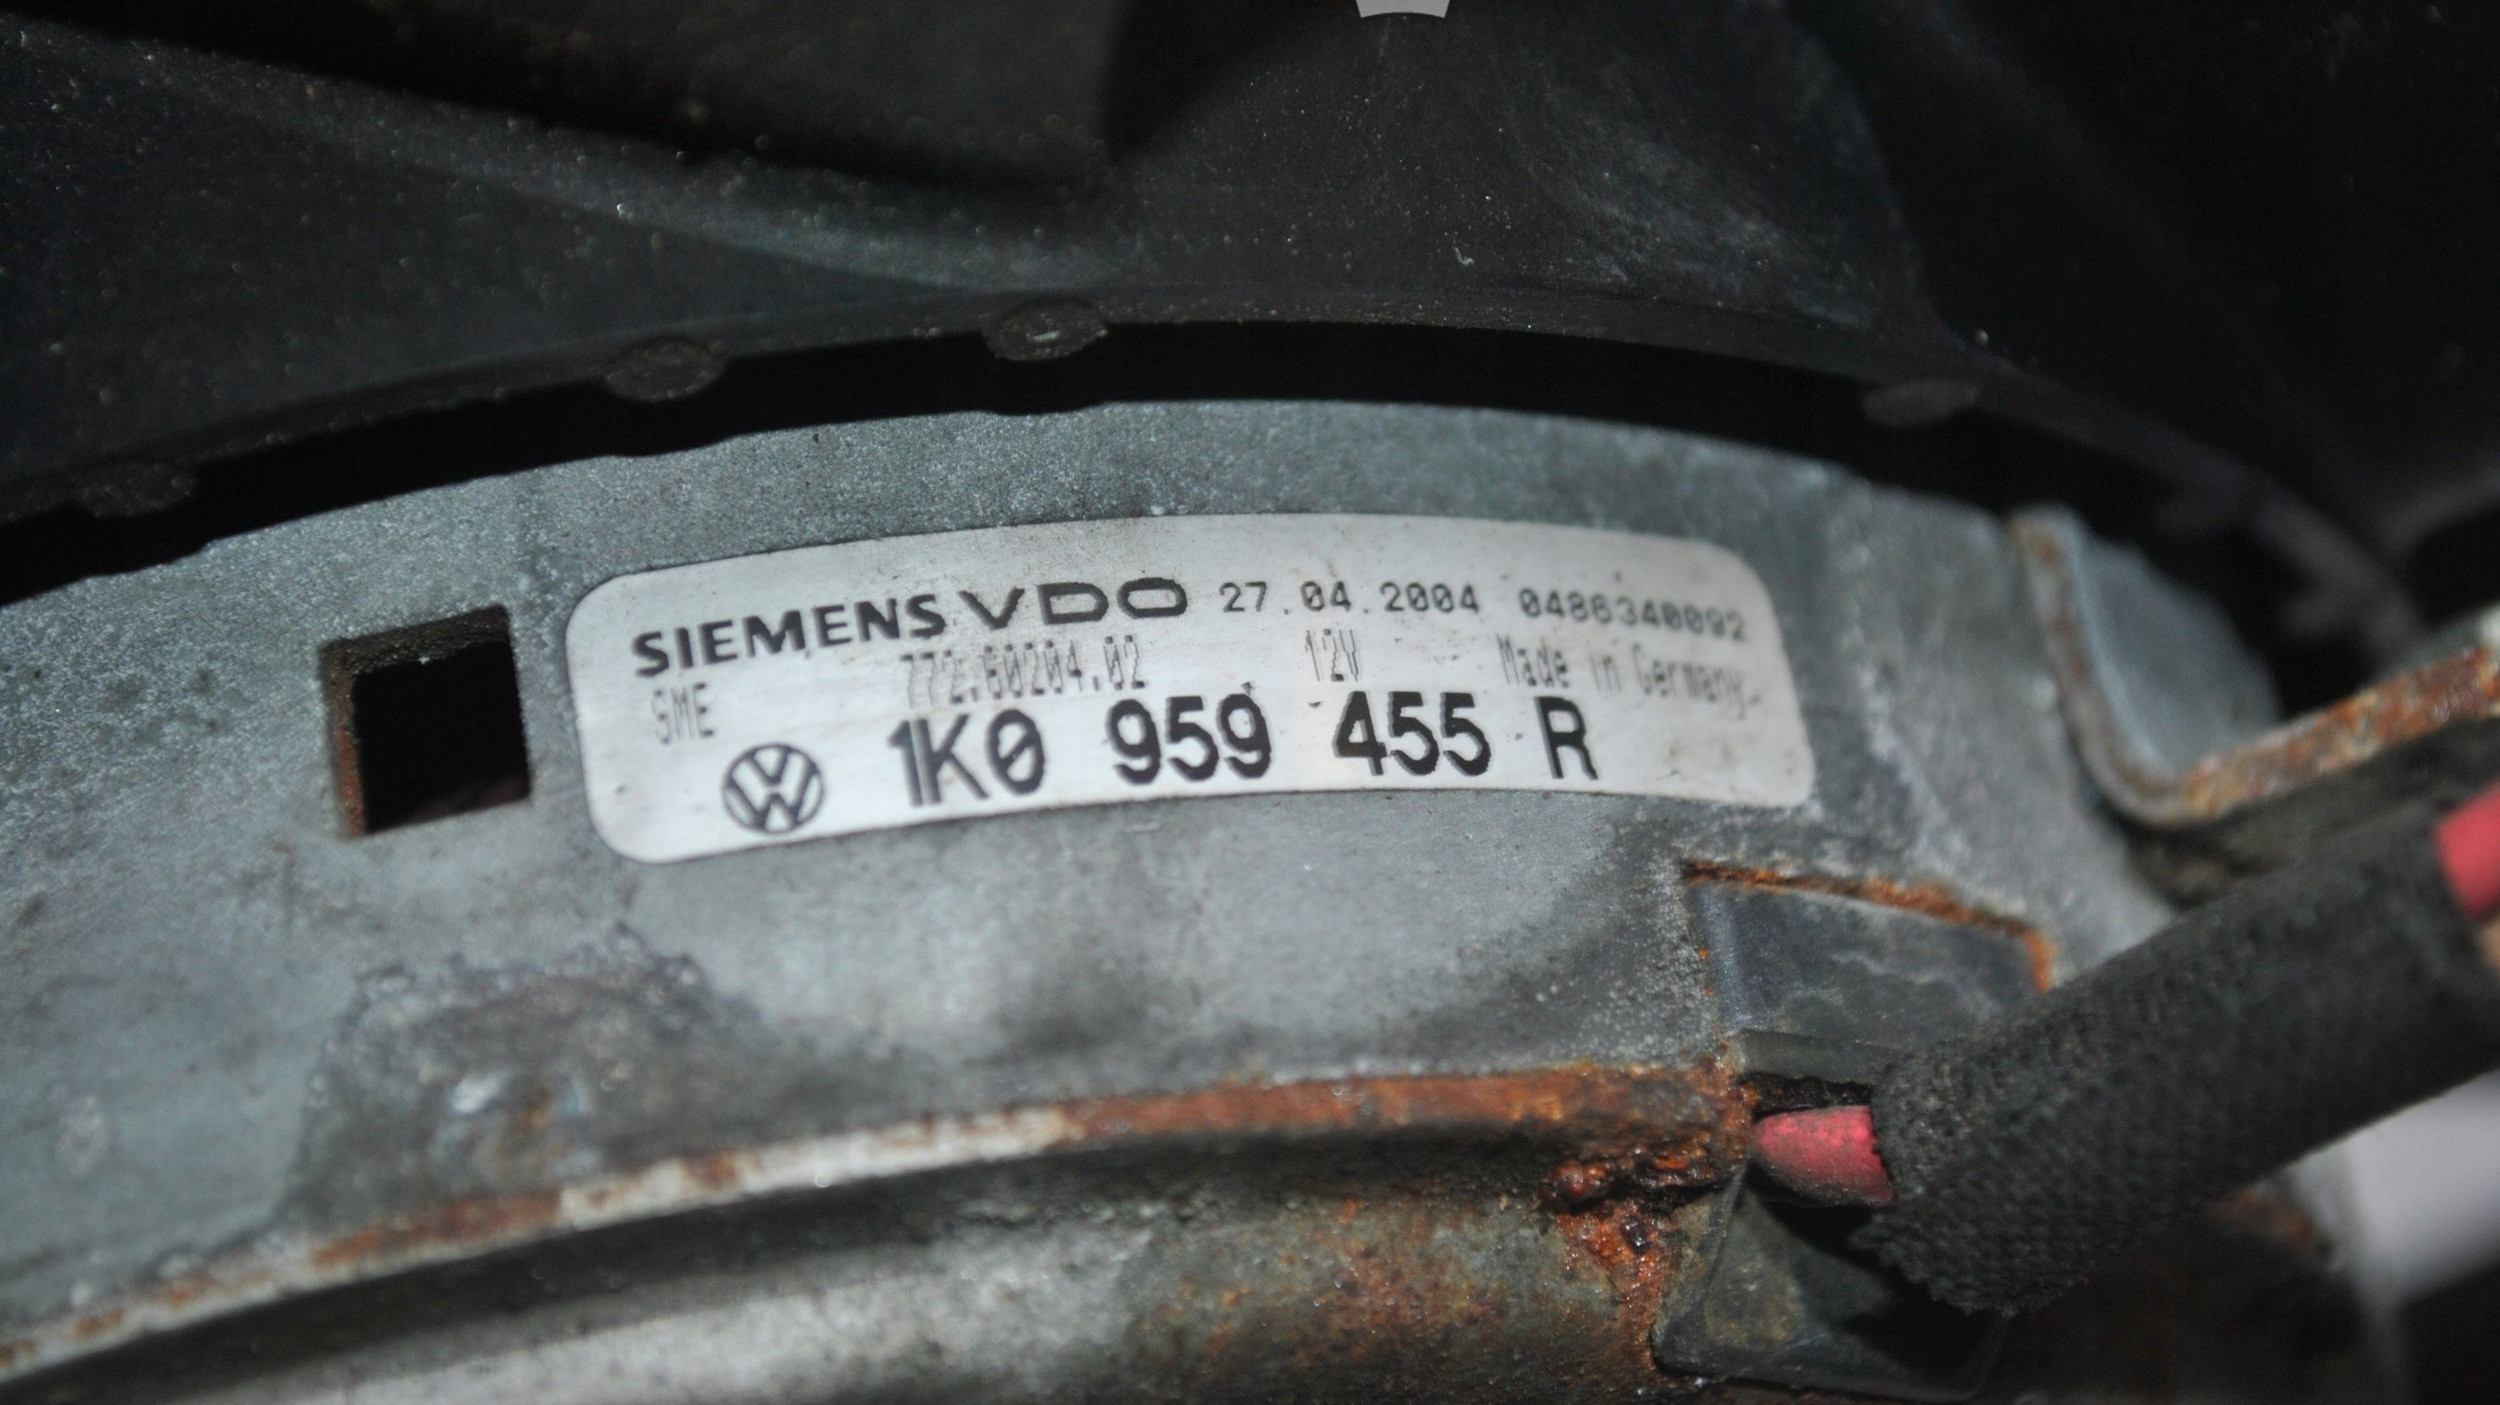 SIEMENS VDO 27.04.2004 0486340092
SME 772.60204.02 12V Made in Germany
1K0 959 455 R